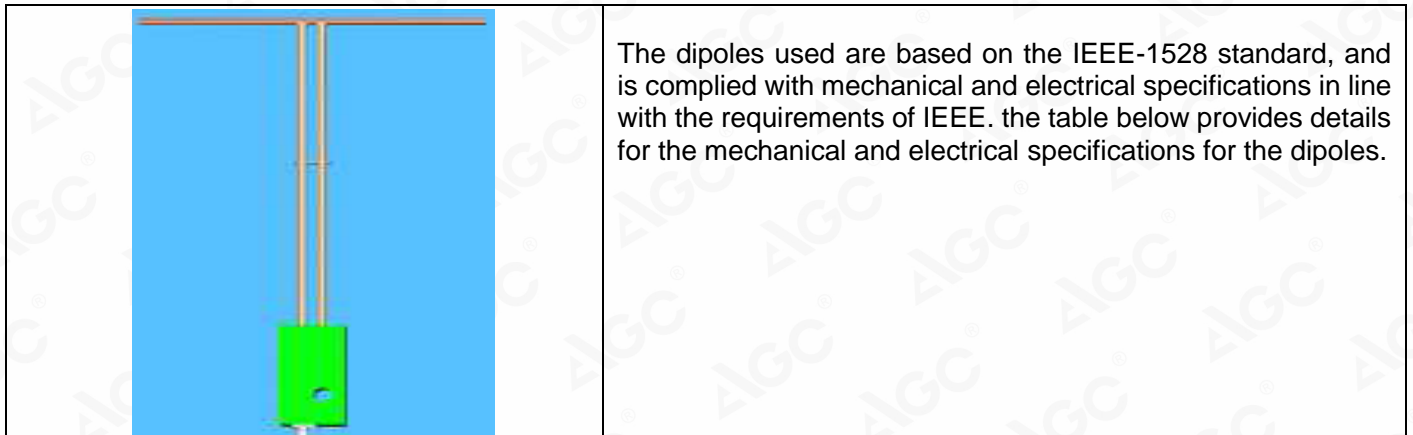 The dipoles used are based on the IEEE-1528 standard, and
is complied with mechanical and electrical specifications in line
with the requirements of IEEE. the table below provides details
for the mechanical and electrical specifications for the dipoles.